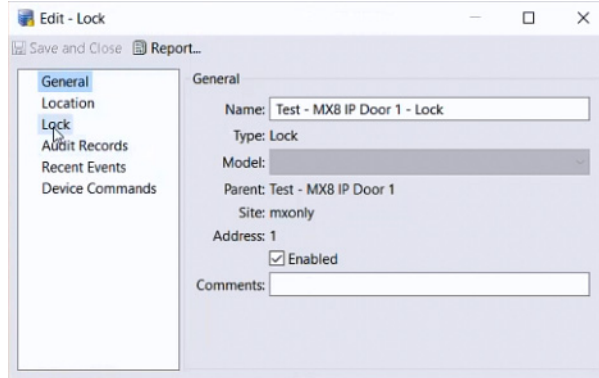 Edit - Lock
Save and Close Report...
General
Location
Lock
Audit Records
Recent Events
Device Commands
General
Name: Test - MX8 IP Door 1 - Lock
Type: Lock
Model:
Parent: Test - MX8 IP Door 1
Site: mxonly
Address: 1
Enabled
Comments: